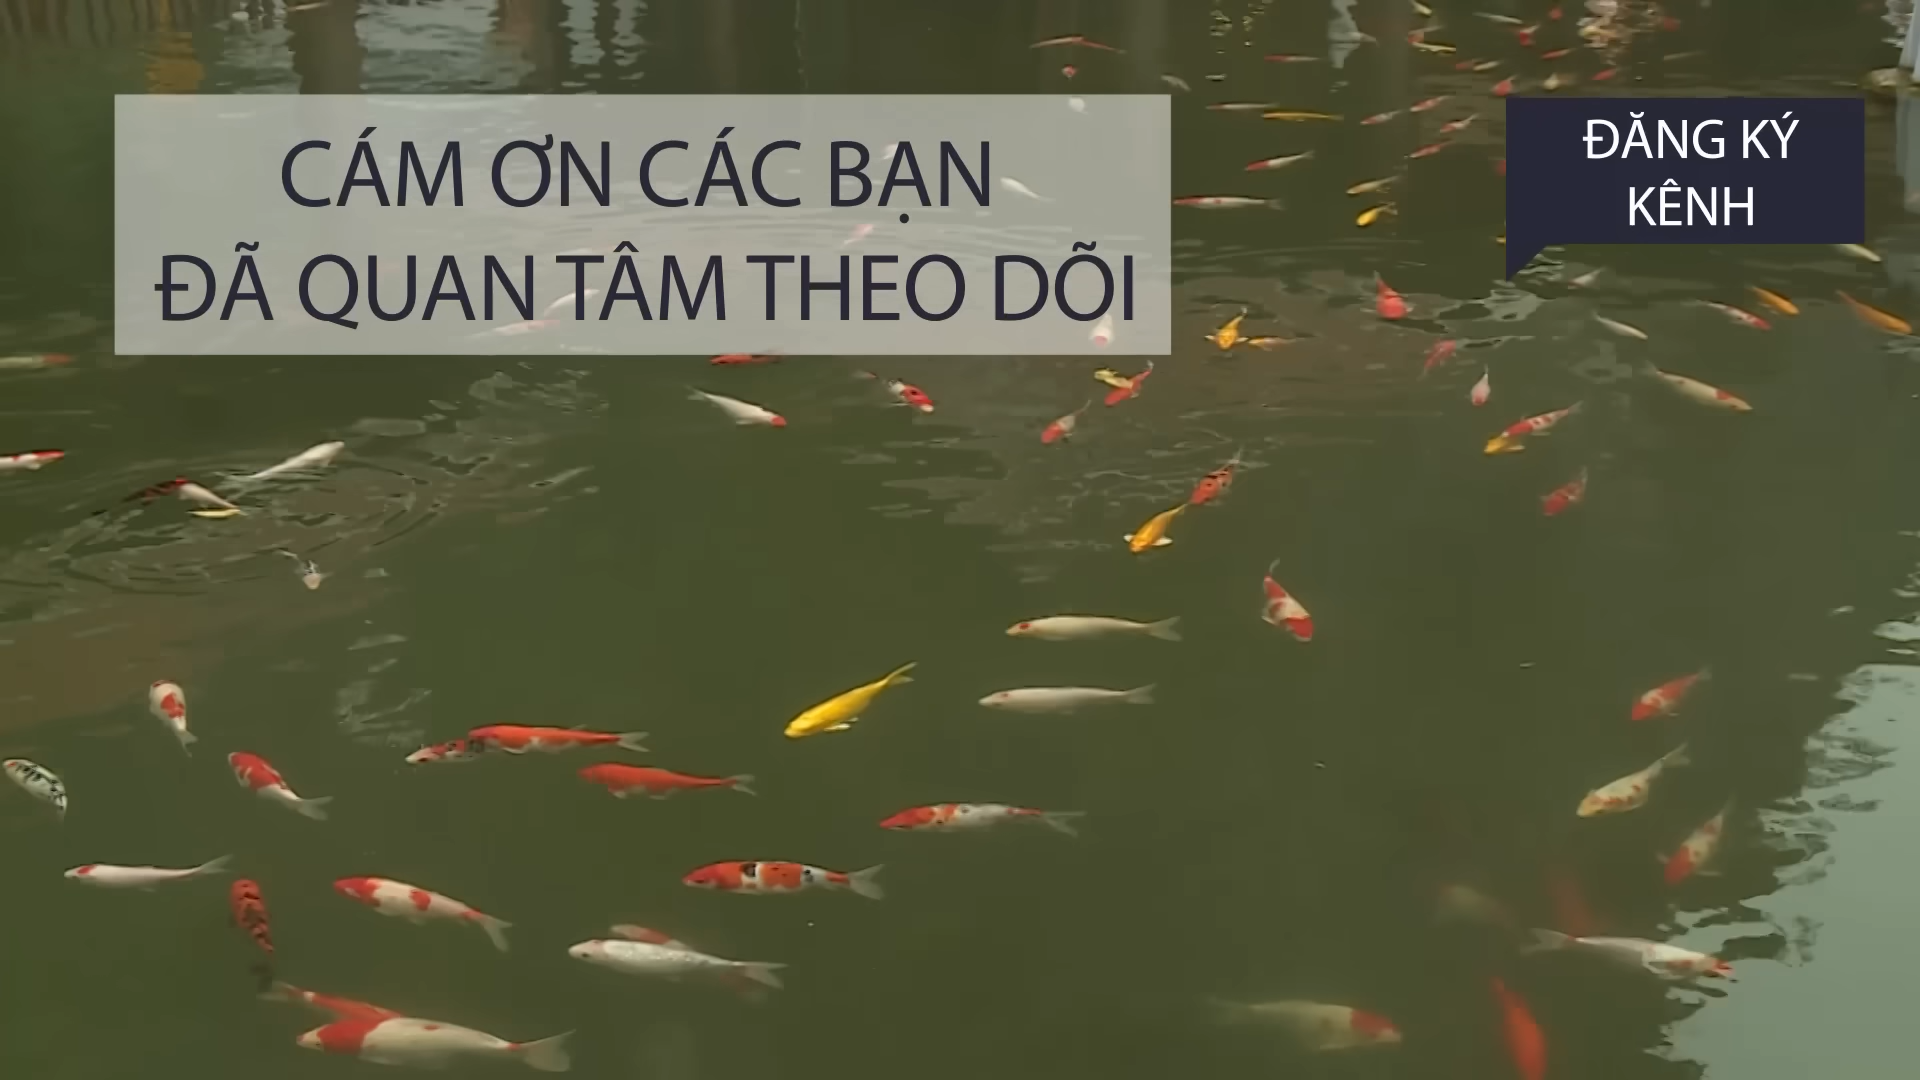 CÁM ƠN CÁC BẠN
ĐÃ QUAN TÂM THEO DÕI
ĐĂNG KÝ
KÊNH